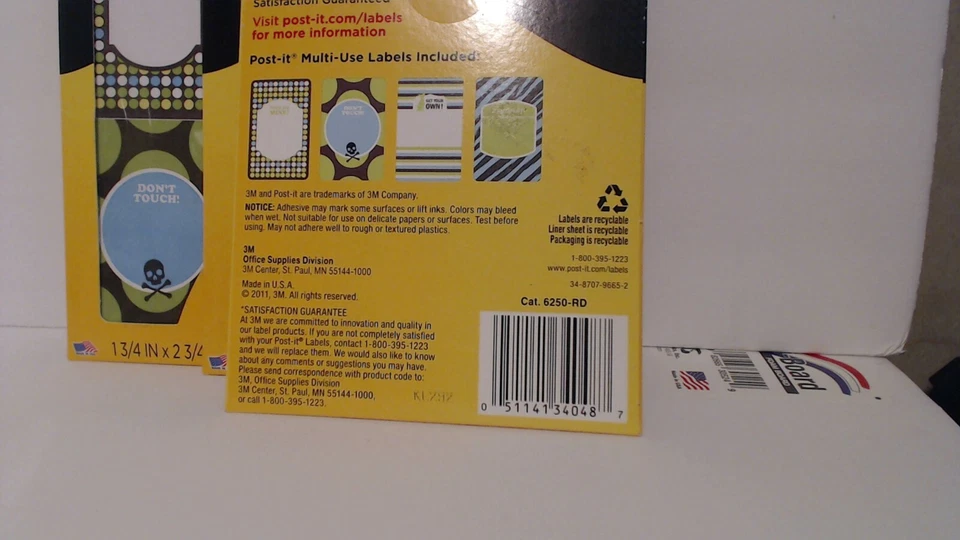 Satisfaction Guaranteed
Visit post-it.com/labels
for more information
Post-it® Multi-Use Labels Included:
DON'T
TOUCH!
GET YOUR
OWN!
3M and Post-it are trademarks of 3M Company.
NOTICE: Adhesive may mark some surfaces or lift inks. Colors may bleed
when wet. Not suitable for use on delicate papers or surfaces. Test before
using. May not adhere well to rough or textured plastics.
3M
Office Supplies Division
3M Center, St. Paul, MN 55144-1000
Made in U.S.A.
© 2011, 3M. All rights reserved.
*SATISFACTION GUARANTEE
At 3M we are committed to innovation and quality in
our label products. If you are not completely satisfied
with your Post-it® Labels, contact 1-800-395-1223
and we will replace them. We would also like to know
about any comments or suggestions you may have.
Please send correspondence with product code to:
3M, Office Supplies Division
3M Center, St. Paul, MN 55144-1000,
or call 1-800-395-1223.
Labels are recyclable
Liner sheet is recyclable
Packaging is recyclable
1-800-395-1223
www.post-it.com/labels
34-8707-9665-2
Cat. 6250-RD
0 51141 34048 7
DON'T
TOUCH!
1 3/4 IN x 2 3/4
Board